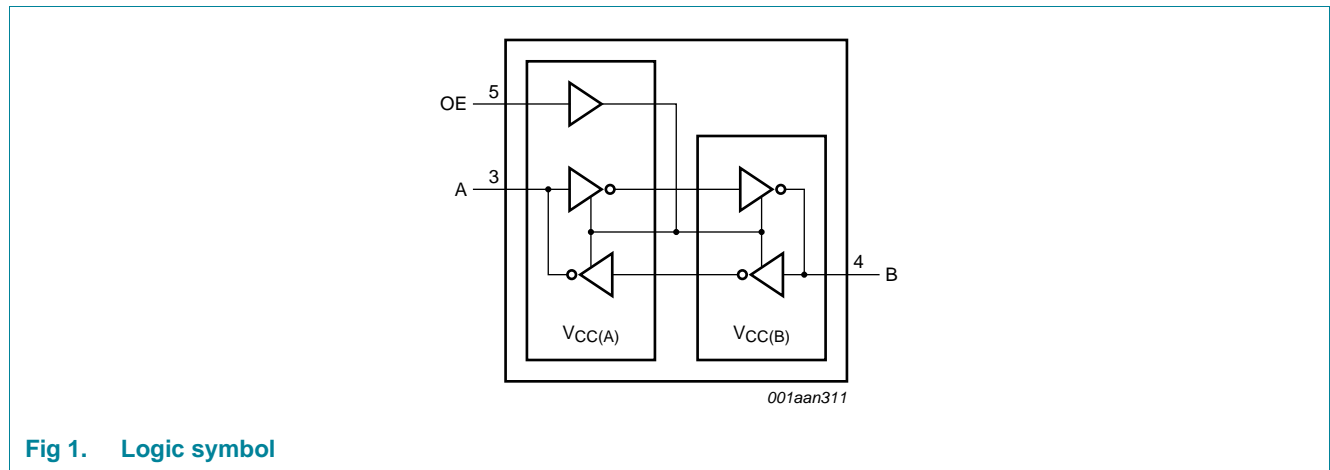 OE
5
A
3
4
B
VCC(A)
VCC(B)
001aan311
Fig 1. Logic symbol